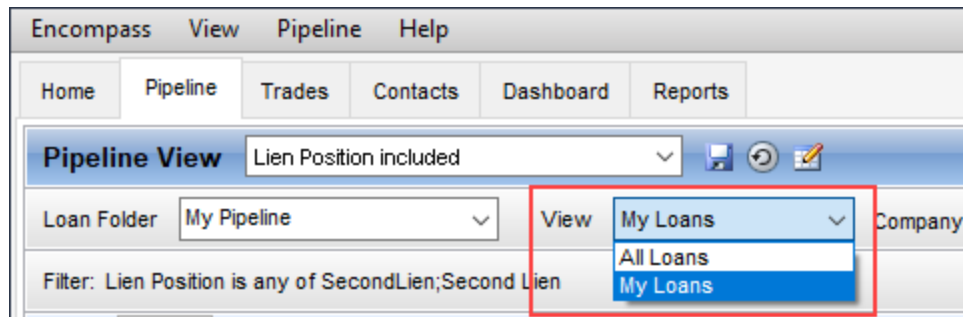 Encompass View Pipeline Help
Home Pipeline Trades Contacts Dashboard Reports
Pipeline View Lien Position included
Loan Folder My Pipeline View My Loans Company
All Loans
Filter: Lien Position is any of SecondLien;Second Lien My Loans